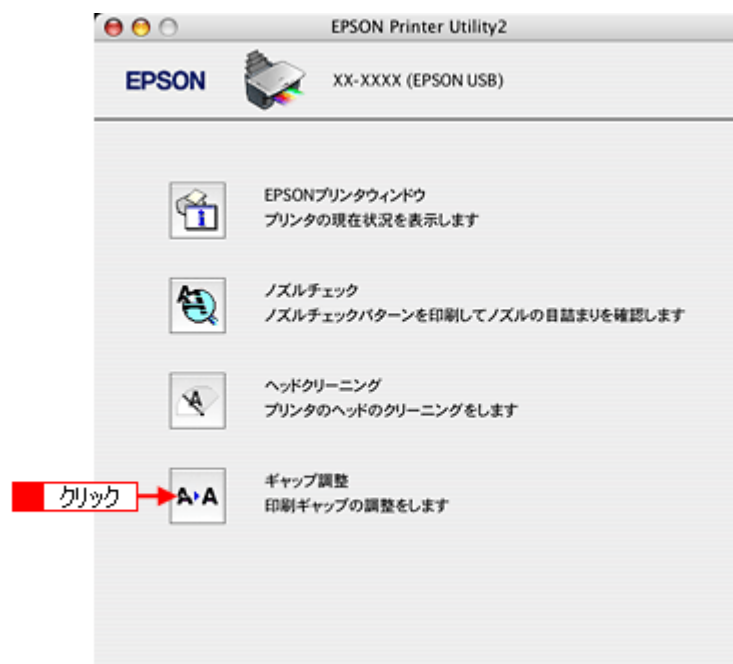 EPSON Printer Utility2
EPSON
XX-XXXX (EPSON USB)
EPSONプリンタウィンドウ
プリンタの現在状況を表示します
ノズルチェック
ノズルチェックパターンを印刷してノズルの目詰まりを確認します
ヘッドクリーニング
プリンタのヘッドのクリーニングをします
クリック
ギャップ調整
印刷ギャップの調整をします